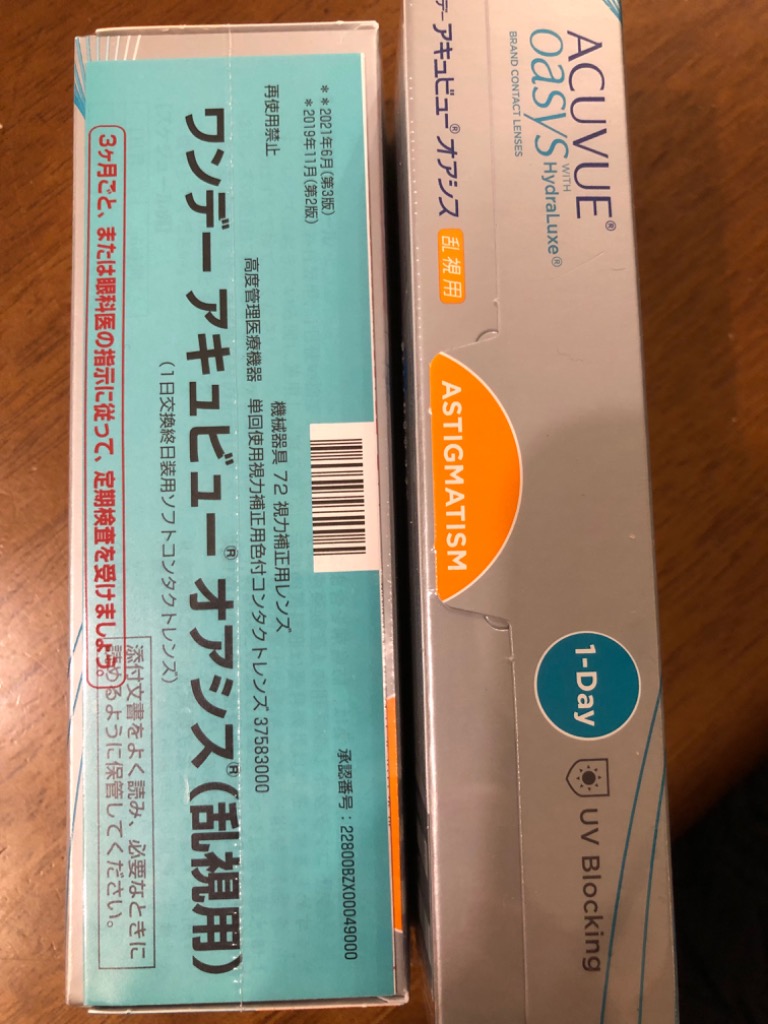 **2021年6月(第3版)
*2019年11月(第2版)
再使用禁止
機械器具 72 視力補正用レンズ
高度管理医療機器 単回使用視力補正用色付コンタクトレンズ 37583000
承認番号:22800BZX00049000
ワンデー アキュビュー® オアシス®(乱視用)
(1日交換終日装用ソフトコンタクトレンズ)
3ヶ月ごと、または眼科医の指示に従って、定期検査を受けましょう。
添付文書をよく読み、必要なときに
読めるように保管してください。
ACUVUE®
oasys WITH HydraLuxe®
BRAND CONTACT LENSES
デー アキュビュー® オアシス 乱視用
ASTIGMATISM
1-Day
UV Blocking